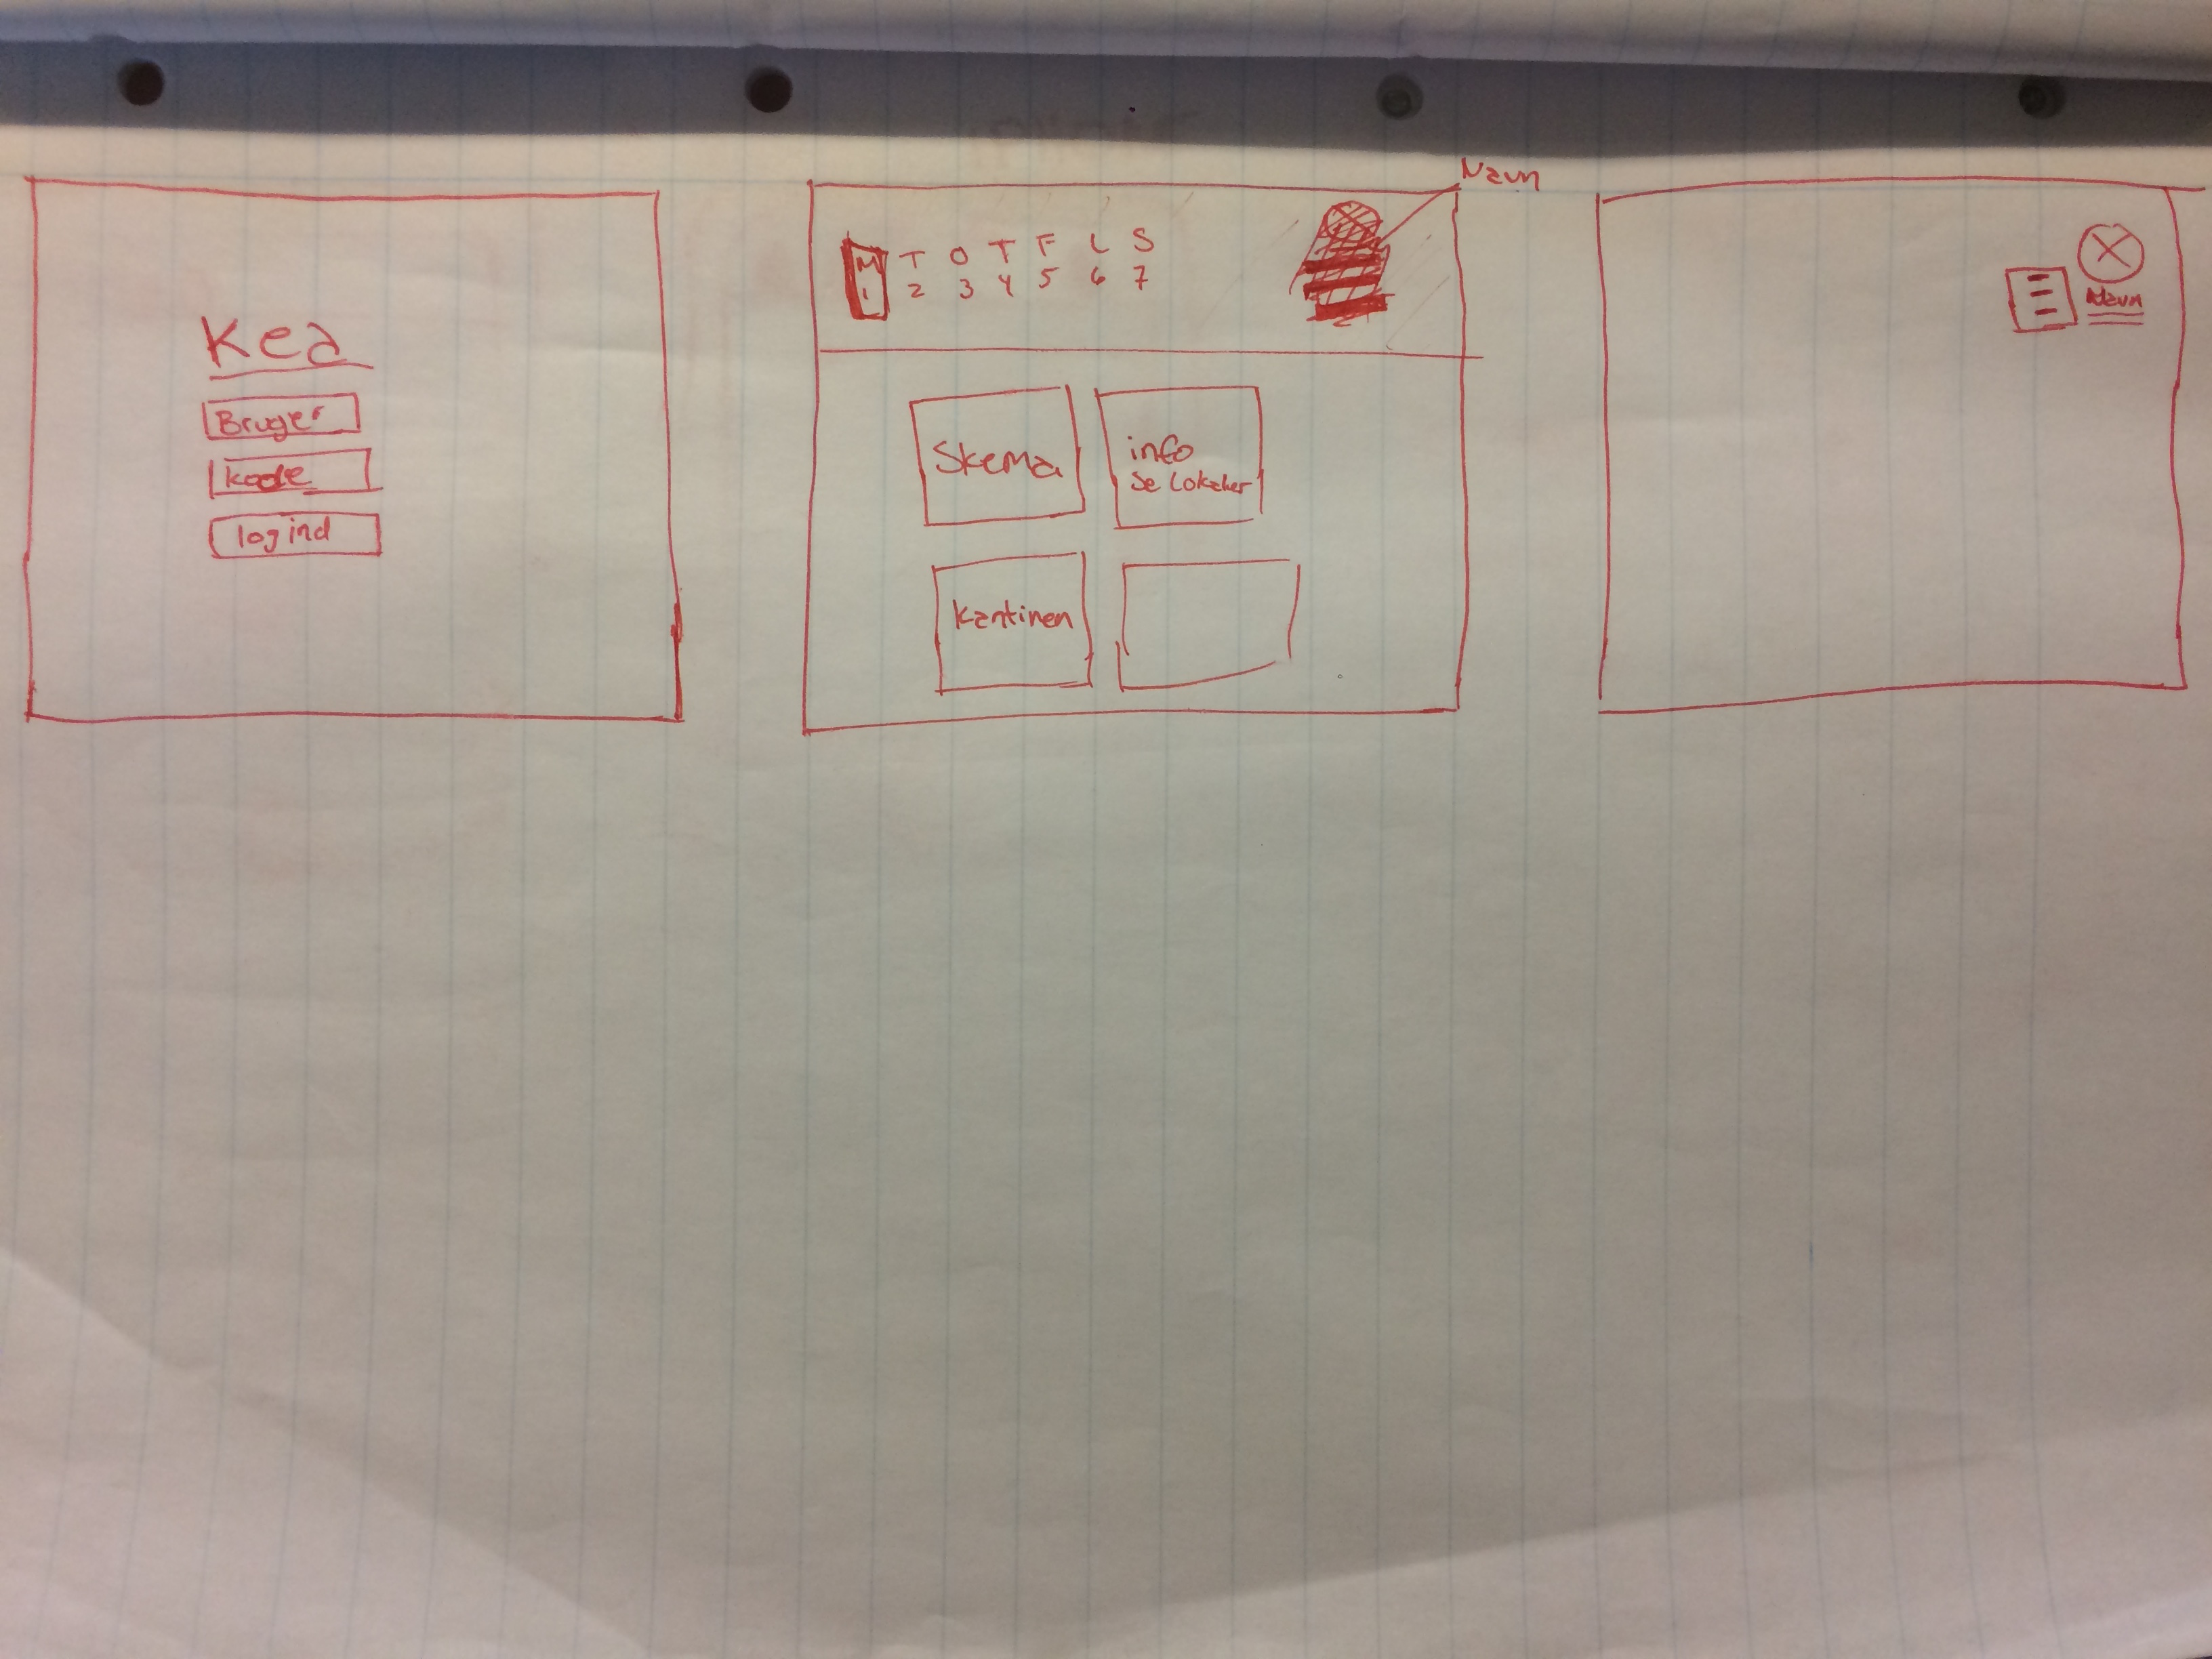 Kea
Bruger
Kode
log ind
Navn
M T O T F L S
1 2 3 4 5 6 7
Skema
info
Se Lokaler
Kantinen
Navn